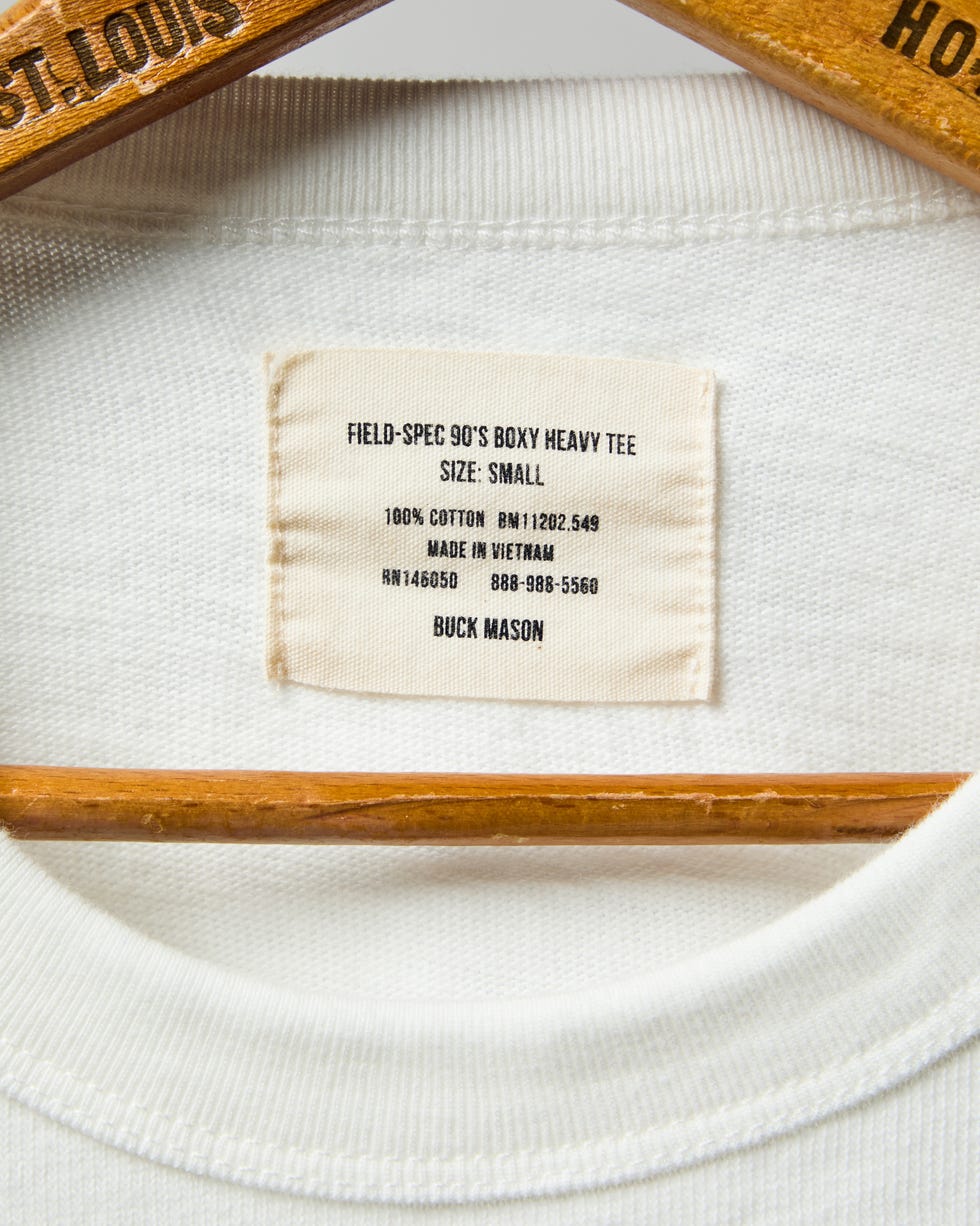 ST. LOUIS
HO
FIELD-SPEC 90'S BOXY HEAVY TEE
SIZE: SMALL
100% COTTON BM11202.549
MADE IN VIETNAM
RN146050 888-988-5560
BUCK MASON